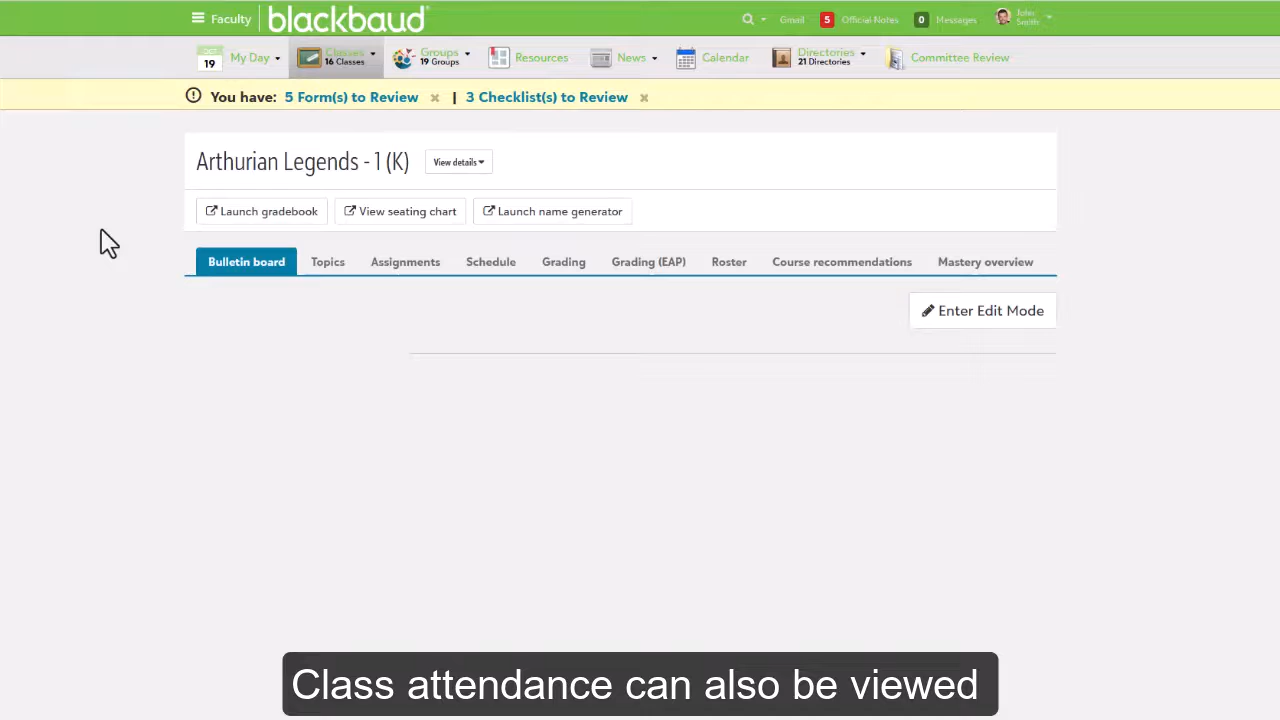 Faculty blackbaud Gmail 5 Official Notes 0 Messages John Smith
OCT 19 My Day Classes 16 Classes Groups 19 Groups Resources News Calendar Directories 21 Directories Committee Review
You have: 5 Form(s) to Review × | 3 Checklist(s) to Review ×
Arthurian Legends - 1 (K) View details
Launch gradebook View seating chart Launch name generator
Bulletin board Topics Assignments Schedule Grading Grading (EAP) Roster Course recommendations Mastery overview
Enter Edit Mode
Class attendance can also be viewed